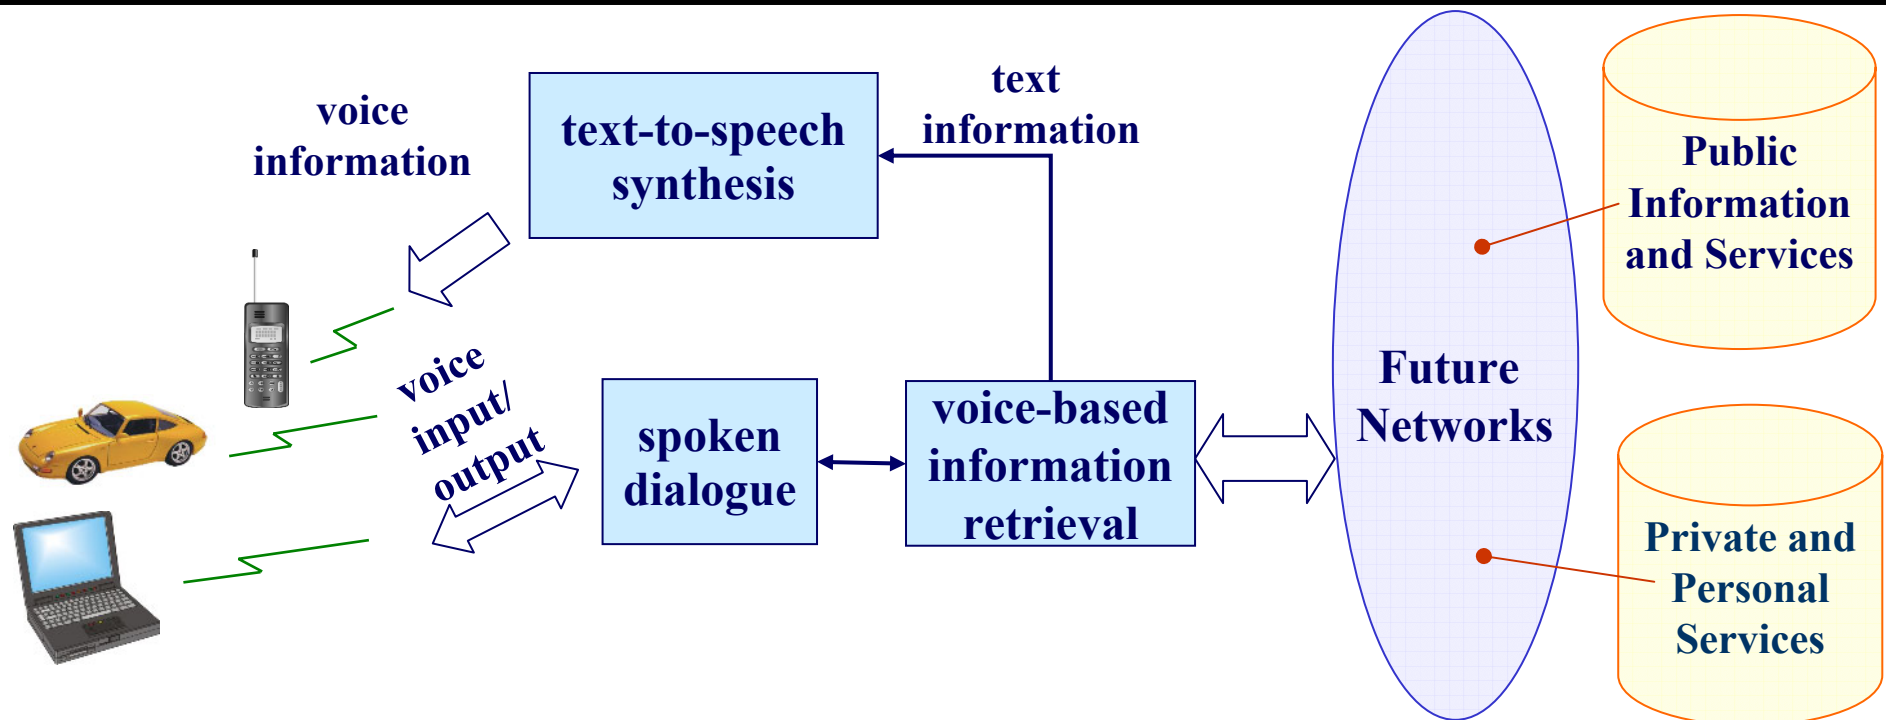 voice
information
text-to-speech
synthesis
text
information
Public
Information
and Services
voice
input/
output
spoken
dialogue
voice-based
information
retrieval
Future
Networks
Private and
Personal
Services